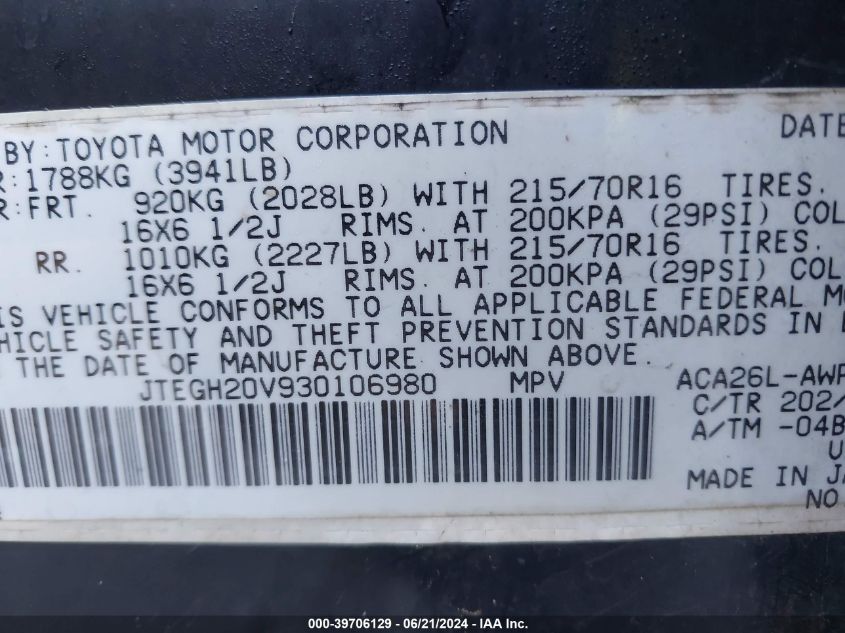 BY: TOYOTA MOTOR CORPORATION DATE
R: 1788KG (3941LB)
R: FRT. 920KG (2028LB) WITH 215/70R16 TIRES.
16X6 1/2J RIMS. AT 200KPA (29PSI) COL
RR. 1010KG (2227LB) WITH 215/70R16 TIRES.
16X6 1/2J RIMS. AT 200KPA (29PSI) COL
IS VEHICLE CONFORMS TO ALL APPLICABLE FEDERAL MO
HICLE SAFETY AND THEFT PREVENTION STANDARDS IN
THE DATE OF MANUFACTURE SHOWN ABOVE.
JTEGH20V930106980 MPV ACA26L-AWP
C/TR 202/
A/TM -04B
U
MADE IN JA
NO
000-39706129 - 06/21/2024 - IAA Inc.